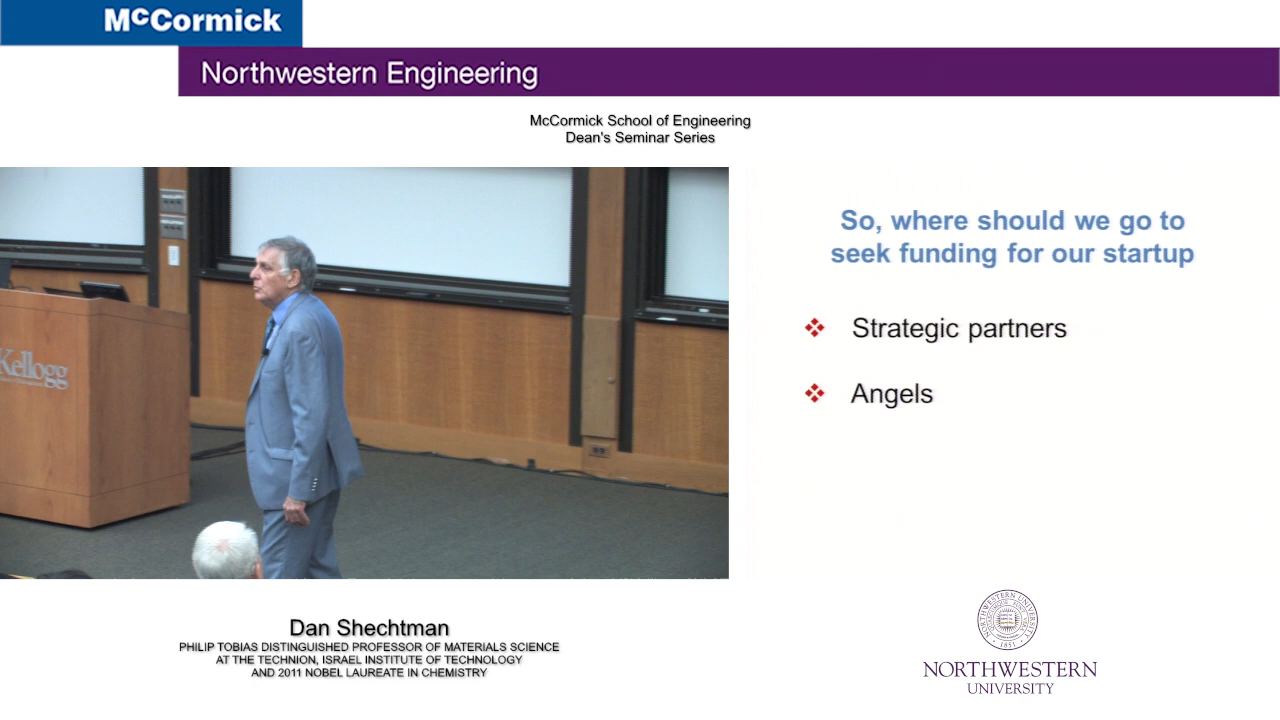 McCormick
Northwestern Engineering
McCormick School of Engineering
Dean's Seminar Series
So, where should we go to
seek funding for our startup
❖ Strategic partners
❖ Angels
Kellogg
Dan Shechtman
PHILIP TOBIAS DISTINGUISHED PROFESSOR OF MATERIALS SCIENCE
AT THE TECHNION, ISRAEL INSTITUTE OF TECHNOLOGY
AND 2011 NOBEL LAUREATE IN CHEMISTRY
1851
NORTHWESTERN
UNIVERSITY